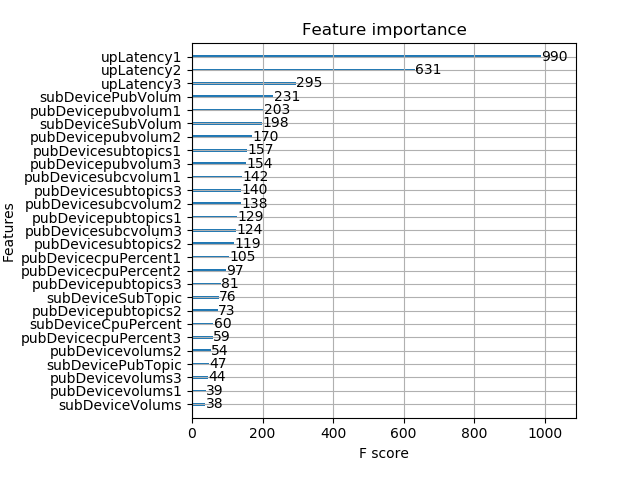 Feature importance
upLatency1 990
upLatency2 631
upLatency3 295
subDevicePubVolum 231
pubDevicepubvolum1 203
subDeviceSubVolum 198
pubDevicepubvolum2 170
pubDevicesubtopics1 157
pubDevicepubvolum3 154
pubDevicesubcvolum1 142
pubDevicesubtopics3 140
pubDevicesubcvolum2 138
pubDevicepubtopics1 129
pubDevicesubcvolum3 124
pubDevicesubtopics2 119
pubDevicecpuPercent1 105
pubDevicecpuPercent2 97
pubDevicepubtopics3 81
subDeviceSubTopic 76
pubDevicepubtopics2 73
subDeviceCpuPercent 60
pubDevicecpuPercent3 59
pubDevicevolums2 54
subDevicePubTopic 47
pubDevicevolums3 44
pubDevicevolums1 39
subDeviceVolums 38
Features
0 200 400 600 800 1000
F score